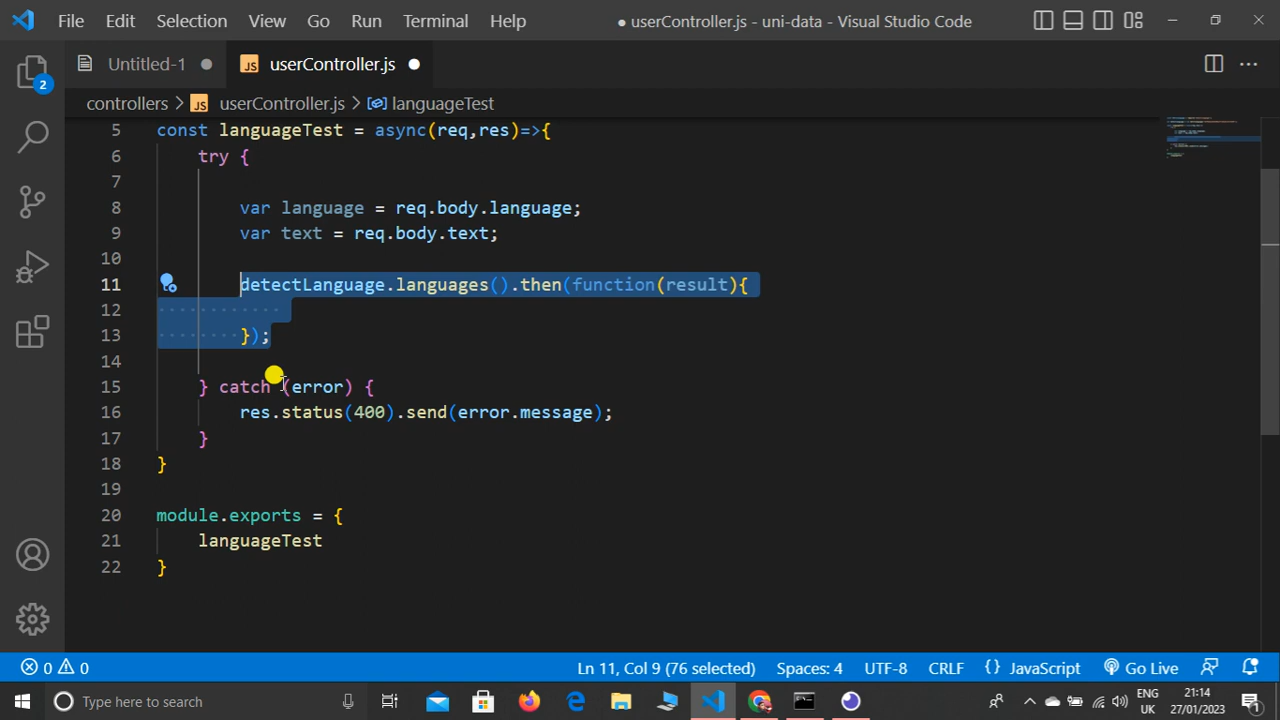 File Edit Selection View Go Run Terminal Help ● userController.js - uni-data - Visual Studio Code
Untitled-1 ● JS userController.js ●
controllers > JS userController.js > languageTest
2
5 const languageTest = async(req,res)=>{
6 try {
7
8 var language = req.body.language;
9 var text = req.body.text;
10
11 detectLanguage.languages().then(function(result){
12
13 });
14
15 } catch (error) {
16 res.status(400).send(error.message);
17 }
18 }
19
20 module.exports = {
21 languageTest
22 }
0 0 Ln 11, Col 9 (76 selected) Spaces: 4 UTF-8 CRLF {} JavaScript Go Live
Type here to search ENG UK 21:14 27/01/2023 1